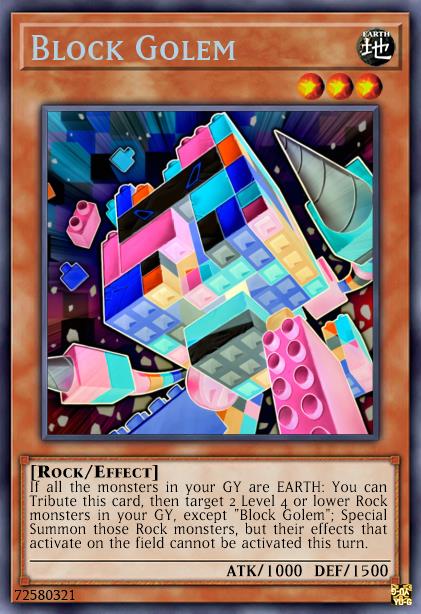 BLOCK GOLEM
EARTH
地
[ROCK/EFFECT]
If all the monsters in your GY are EARTH: You can
Tribute this card, then target 2 Level 4 or lower Rock
monsters in your GY, except "Block Golem"; Special
Summon those Rock monsters, but their effects that
activate on the field cannot be activated this turn.
ATK/1000 DEF/1500
72580321